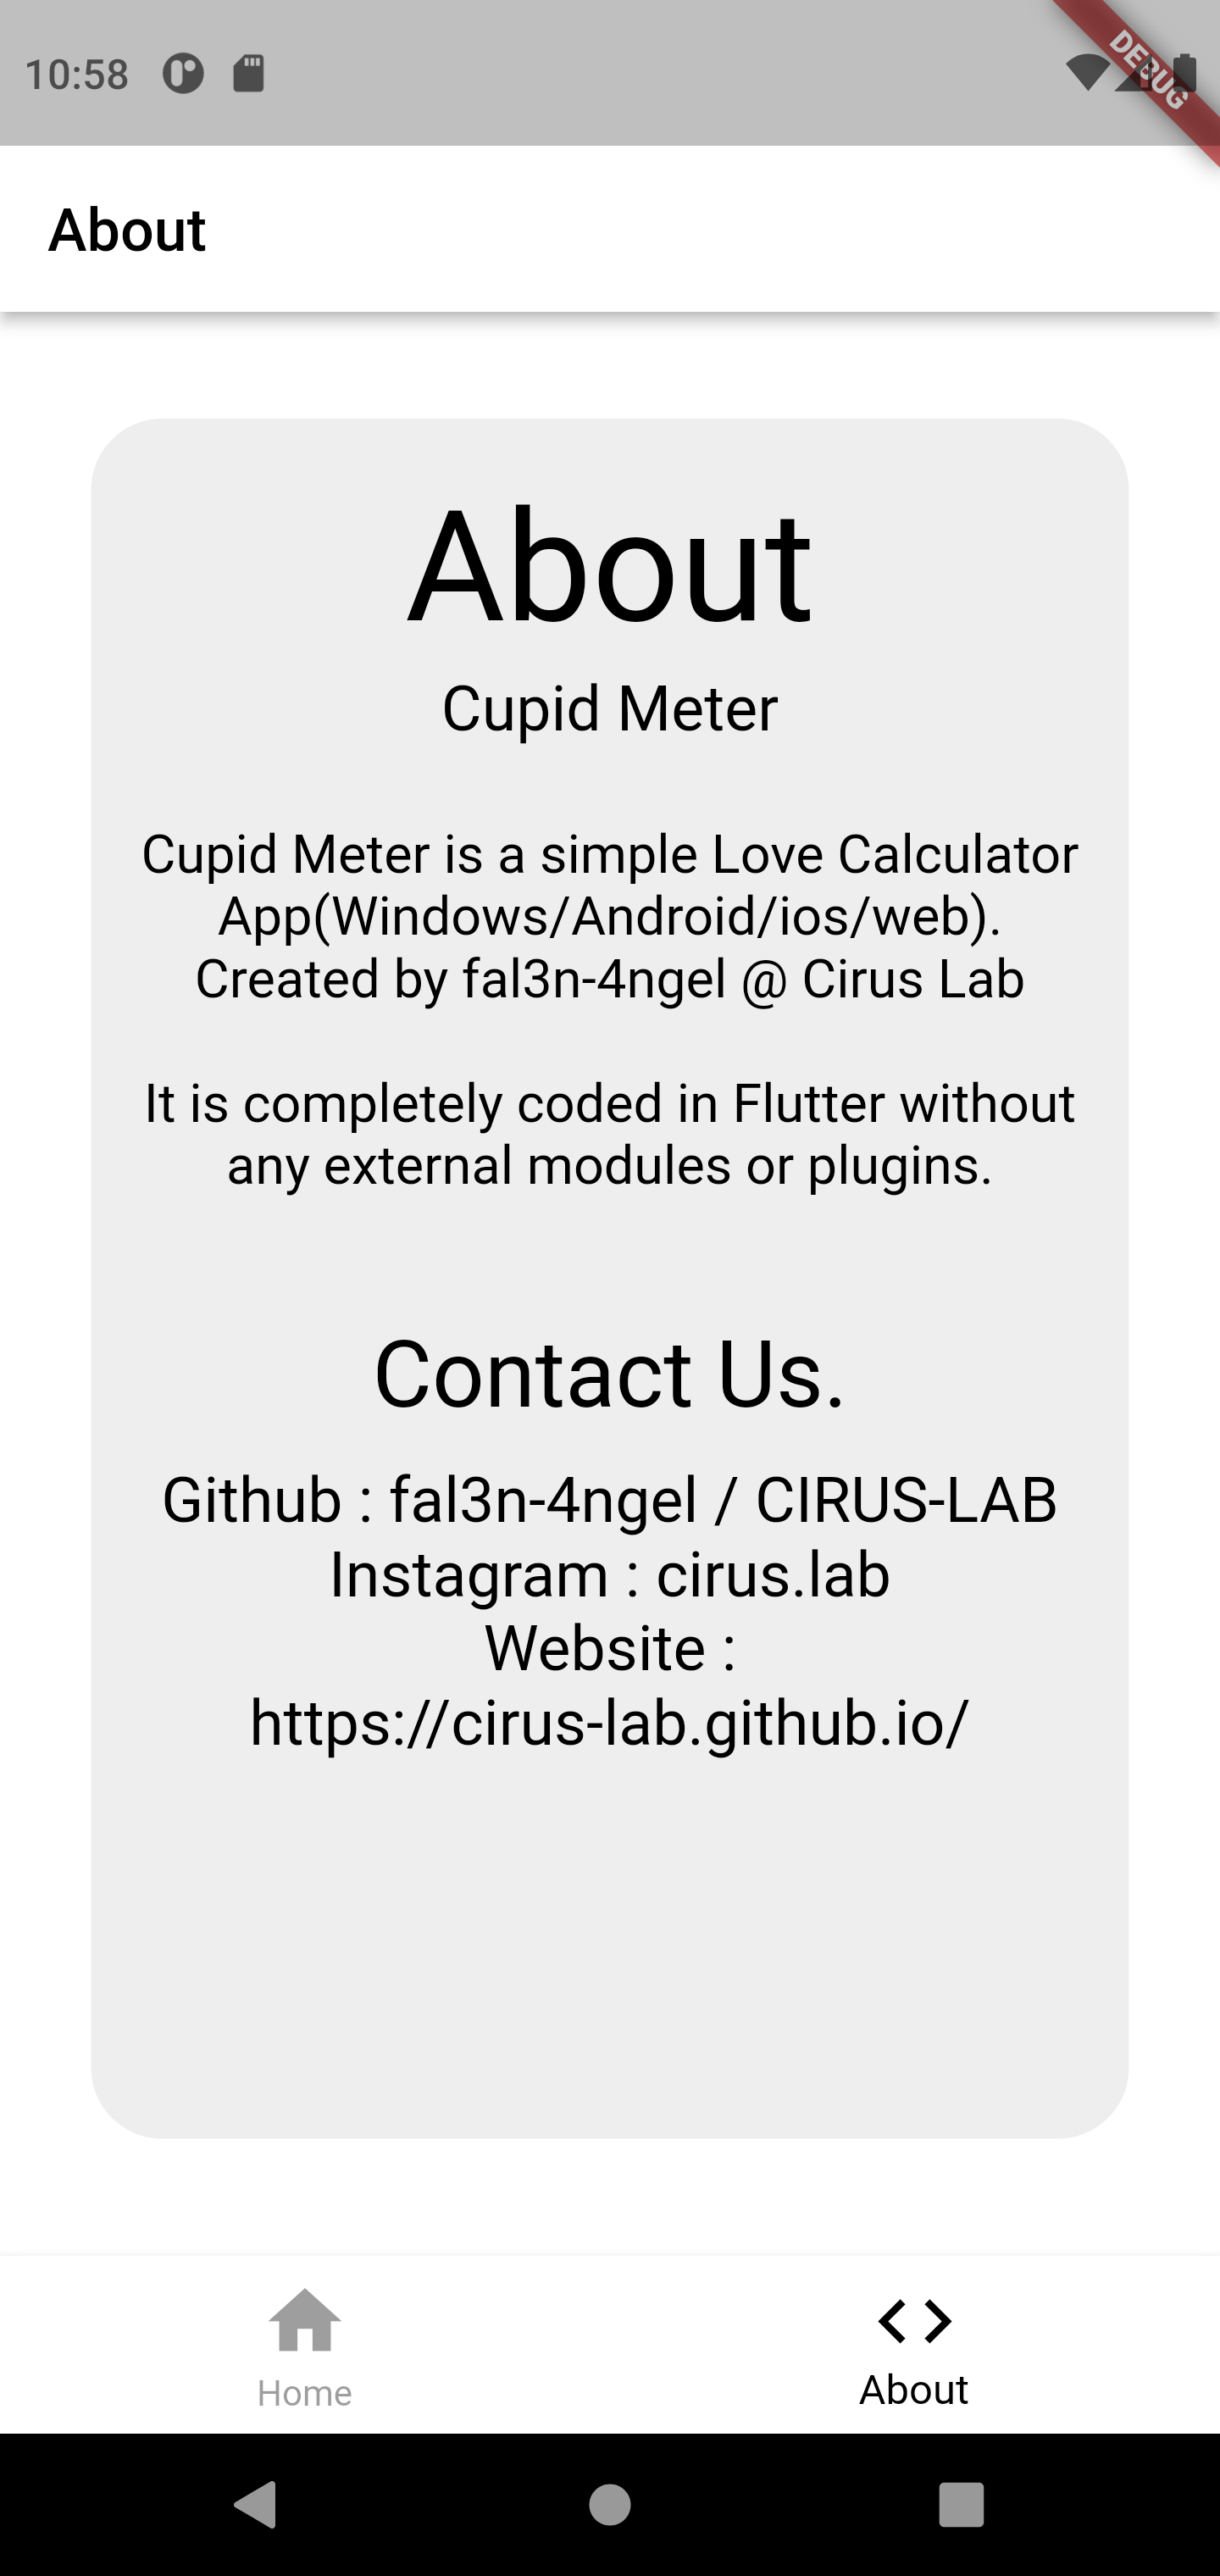 10:58
DEBUG
About
About
Cupid Meter
Cupid Meter is a simple Love Calculator
App(Windows/Android/ios/web).
Created by fal3n-4ngel @ Cirus Lab
It is completely coded in Flutter without
any external modules or plugins.
Contact Us.
Github : fal3n-4ngel / CIRUS-LAB
Instagram : cirus.lab
Website :
https://cirus-lab.github.io/
Home
About